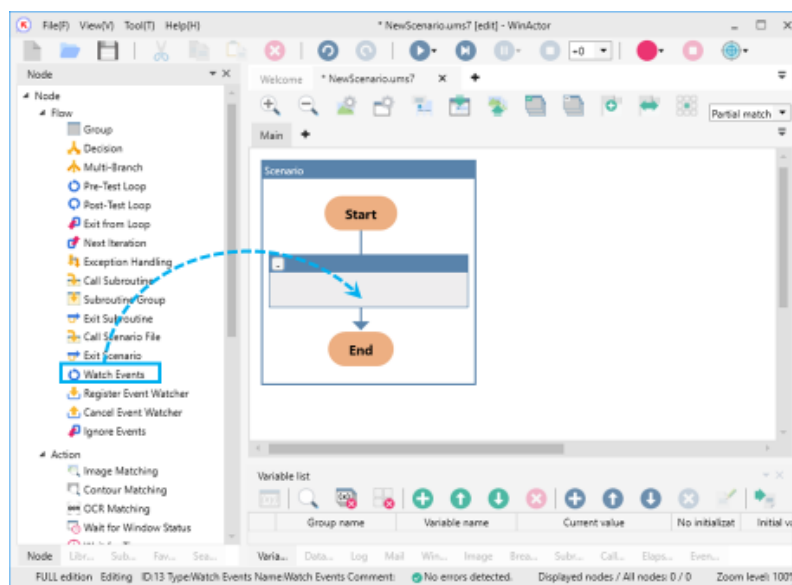 File(F) View(V) Tool(T) Help(H)
* NewScenario.ums7 [edit] - WinActor
+0
Node
Welcome * NewScenario.ums7
Node
Flow
Group
Decision
Multi-Branch
Pre-Test Loop
Post-Test Loop
Exit from Loop
Next Iteration
Exception Handling
Call Subroutine
Subroutine Group
Exit Subroutine
Call Scenario File
Exit Scenario
Watch Events
Register Event Watcher
Cancel Event Watcher
Ignore Events
Action
Image Matching
Contour Matching
OCR Matching
Wait for Window Status
Partial match
Main
Scenario
Start
End
Variable list
Group name Variable name Current value No initializat Initial va
Node Libr... Sub... Fav... Sea...
Varia... Data... Log Mail Win... Image Brea... Subr... Call... Elaps... Even...
FULL edition Editing ID:13 Type:Watch Events Name:Watch Events Comment: No errors detected. Displayed nodes / All nodes: 0 / 0 Zoom level: 100%